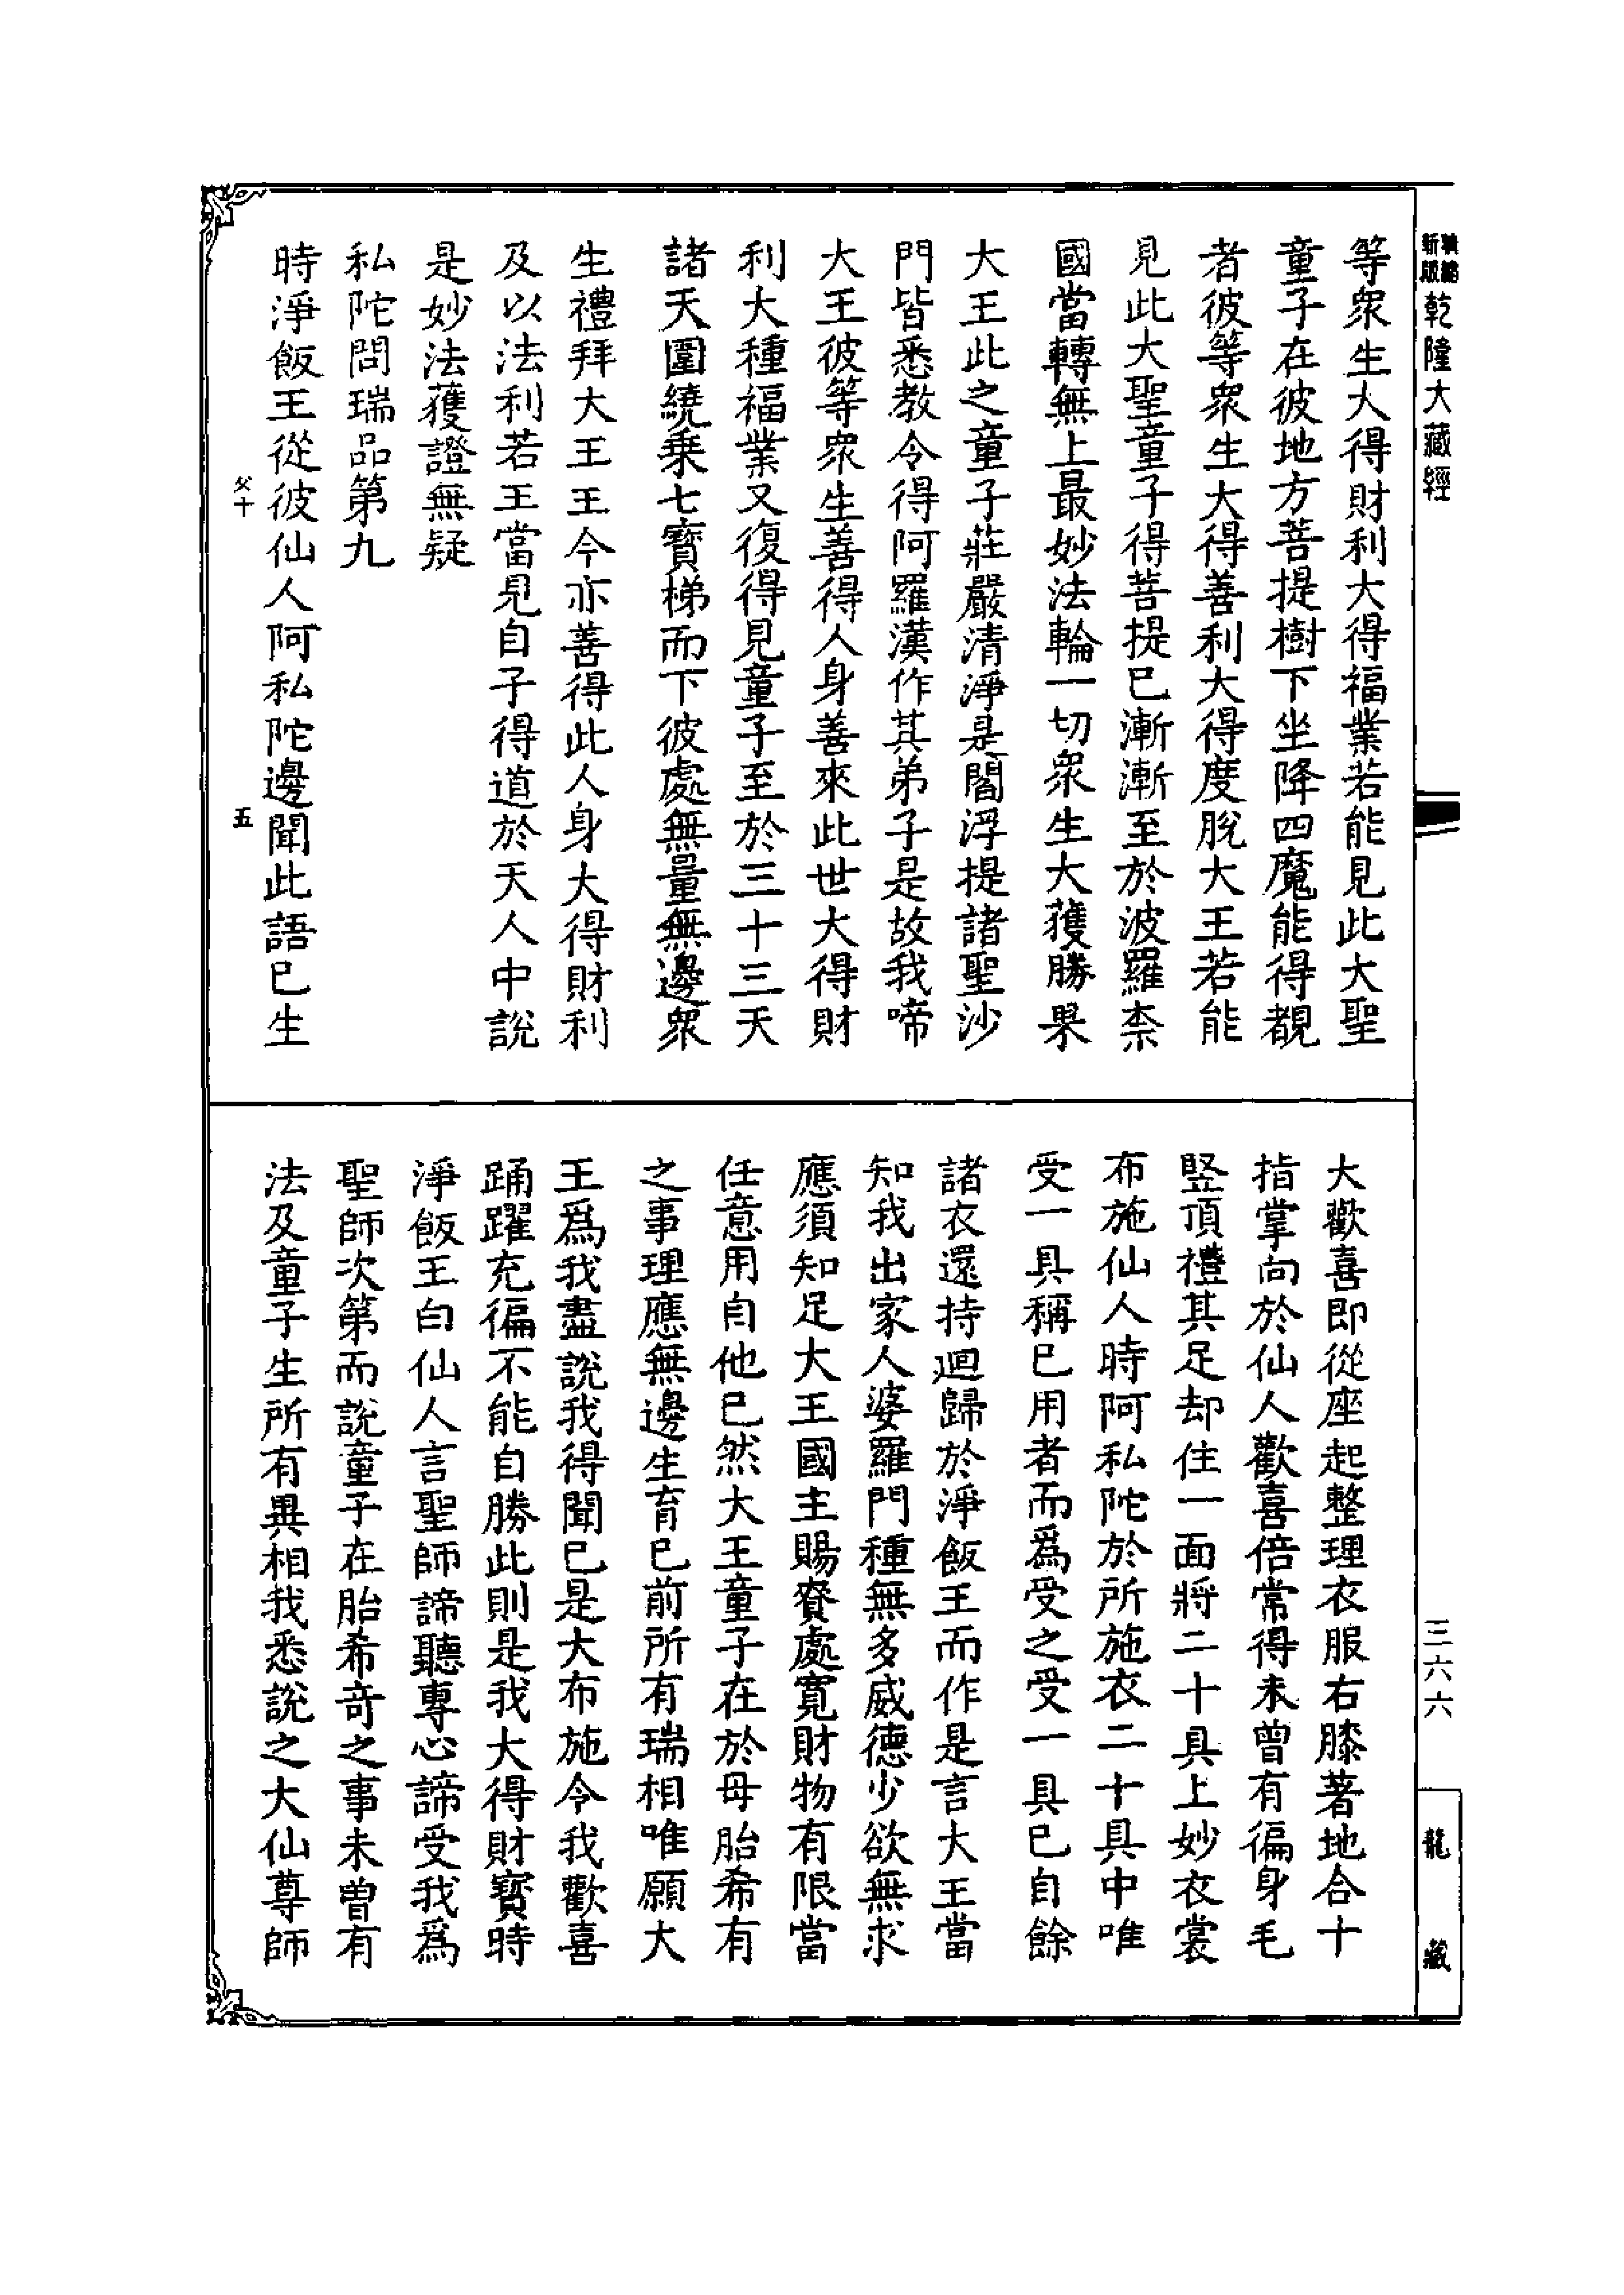 等衆生大得財利大得福業若能見此大聖
童子在彼地方菩提樹下坐降四魔能得覩
者彼等衆生大得善利大得度脫大王若能
見此大聖童子得菩提已漸漸至於波羅柰
國當轉無上最妙法輪一切衆生大獲勝果
大王此之童子莊嚴清淨是閻浮提諸聖沙
門皆悉教令得阿羅漢作其弟子是故我啼
大王彼等衆生善得人身善來此世大得財
利大種福業又復得見童子至於三十三天
諸天圍繞乗七寳梯而下彼處無量無邊衆
生禮拜大王王今亦善得此人身大得財利
及以法利若王當見自子得道於天人中說
是妙法獲證無疑
私陀問瑞品第九
時淨飯王從彼仙人阿私陀邊聞此語已生
父十 五
大歡喜即從座起整理衣服右膝著地合十
指掌向於仙人歡喜倍常得未曾有徧身毛
竪頂禮其足却住一面將二十具上妙衣裳
布施仙人時阿私陀於所施衣二十具中唯
受一具稱已用者而爲受之受一具已自餘
諸衣還持迴歸於淨飯王而作是言大王當
知我出家人婆羅門種無多威德少欲無求
應須知足大王國主賜賚處寛財物有限當
任意用自他已然大王童子在於母胎希有
之事理應無邊生育已前所有瑞相唯願大
王爲我盡說我得聞已是大布施令我歡喜
踊躍充徧不能自勝此則是我大得財寳時
淨飯王白仙人言聖師諦聽專心諦受我爲
聖師次第而說童子在胎希奇之事未曾有
法及童子生所有異相我悉說之大仙尊師
新版 乾隆大藏經
三六六
龍藏